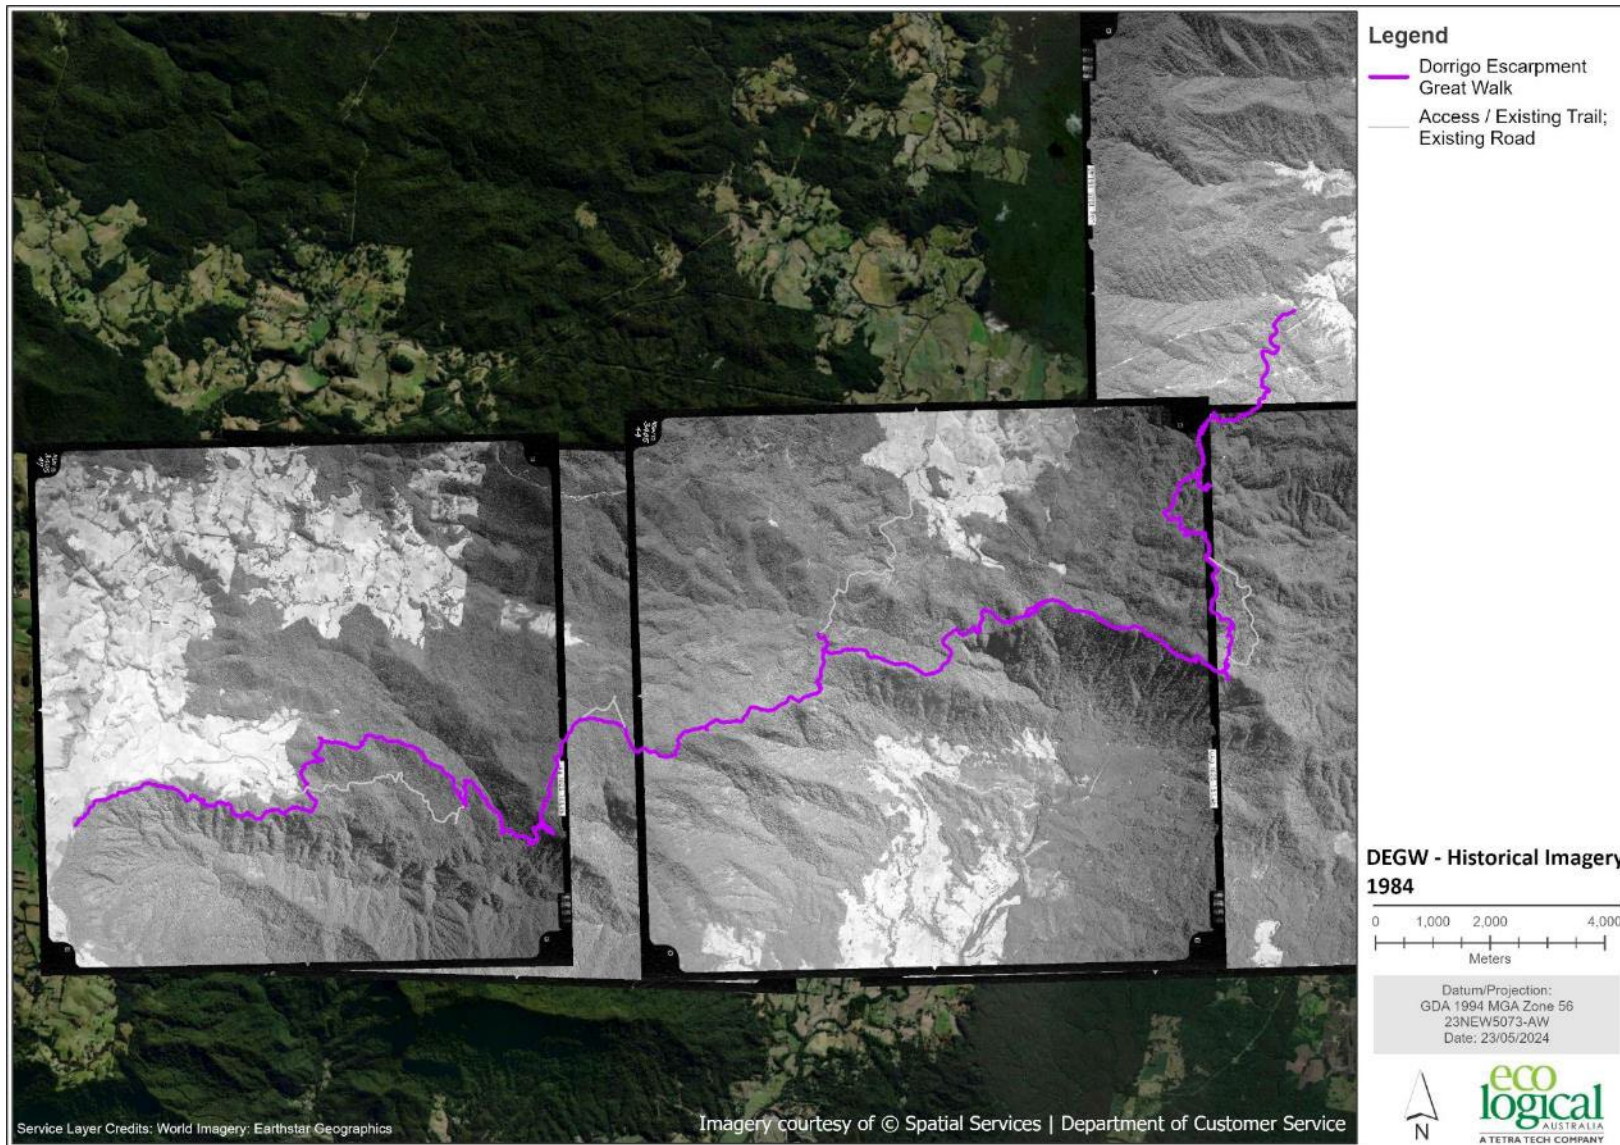 Legend
Dorrigo Escarpment
Great Walk
Access / Existing Trail;
Existing Road
DEGW - Historical Imagery
1984
0 1,000 2,000 4,000
Meters
Datum/Projection:
GDA 1994 MGA Zone 56
23NEW5073-AW
Date: 23/05/2024
N
eco
logical
AUSTRALIA
A TETRA TECH COMPANY
Service Layer Credits: World Imagery: Earthstar Geographics
Imagery courtesy of © Spatial Services | Department of Customer Service